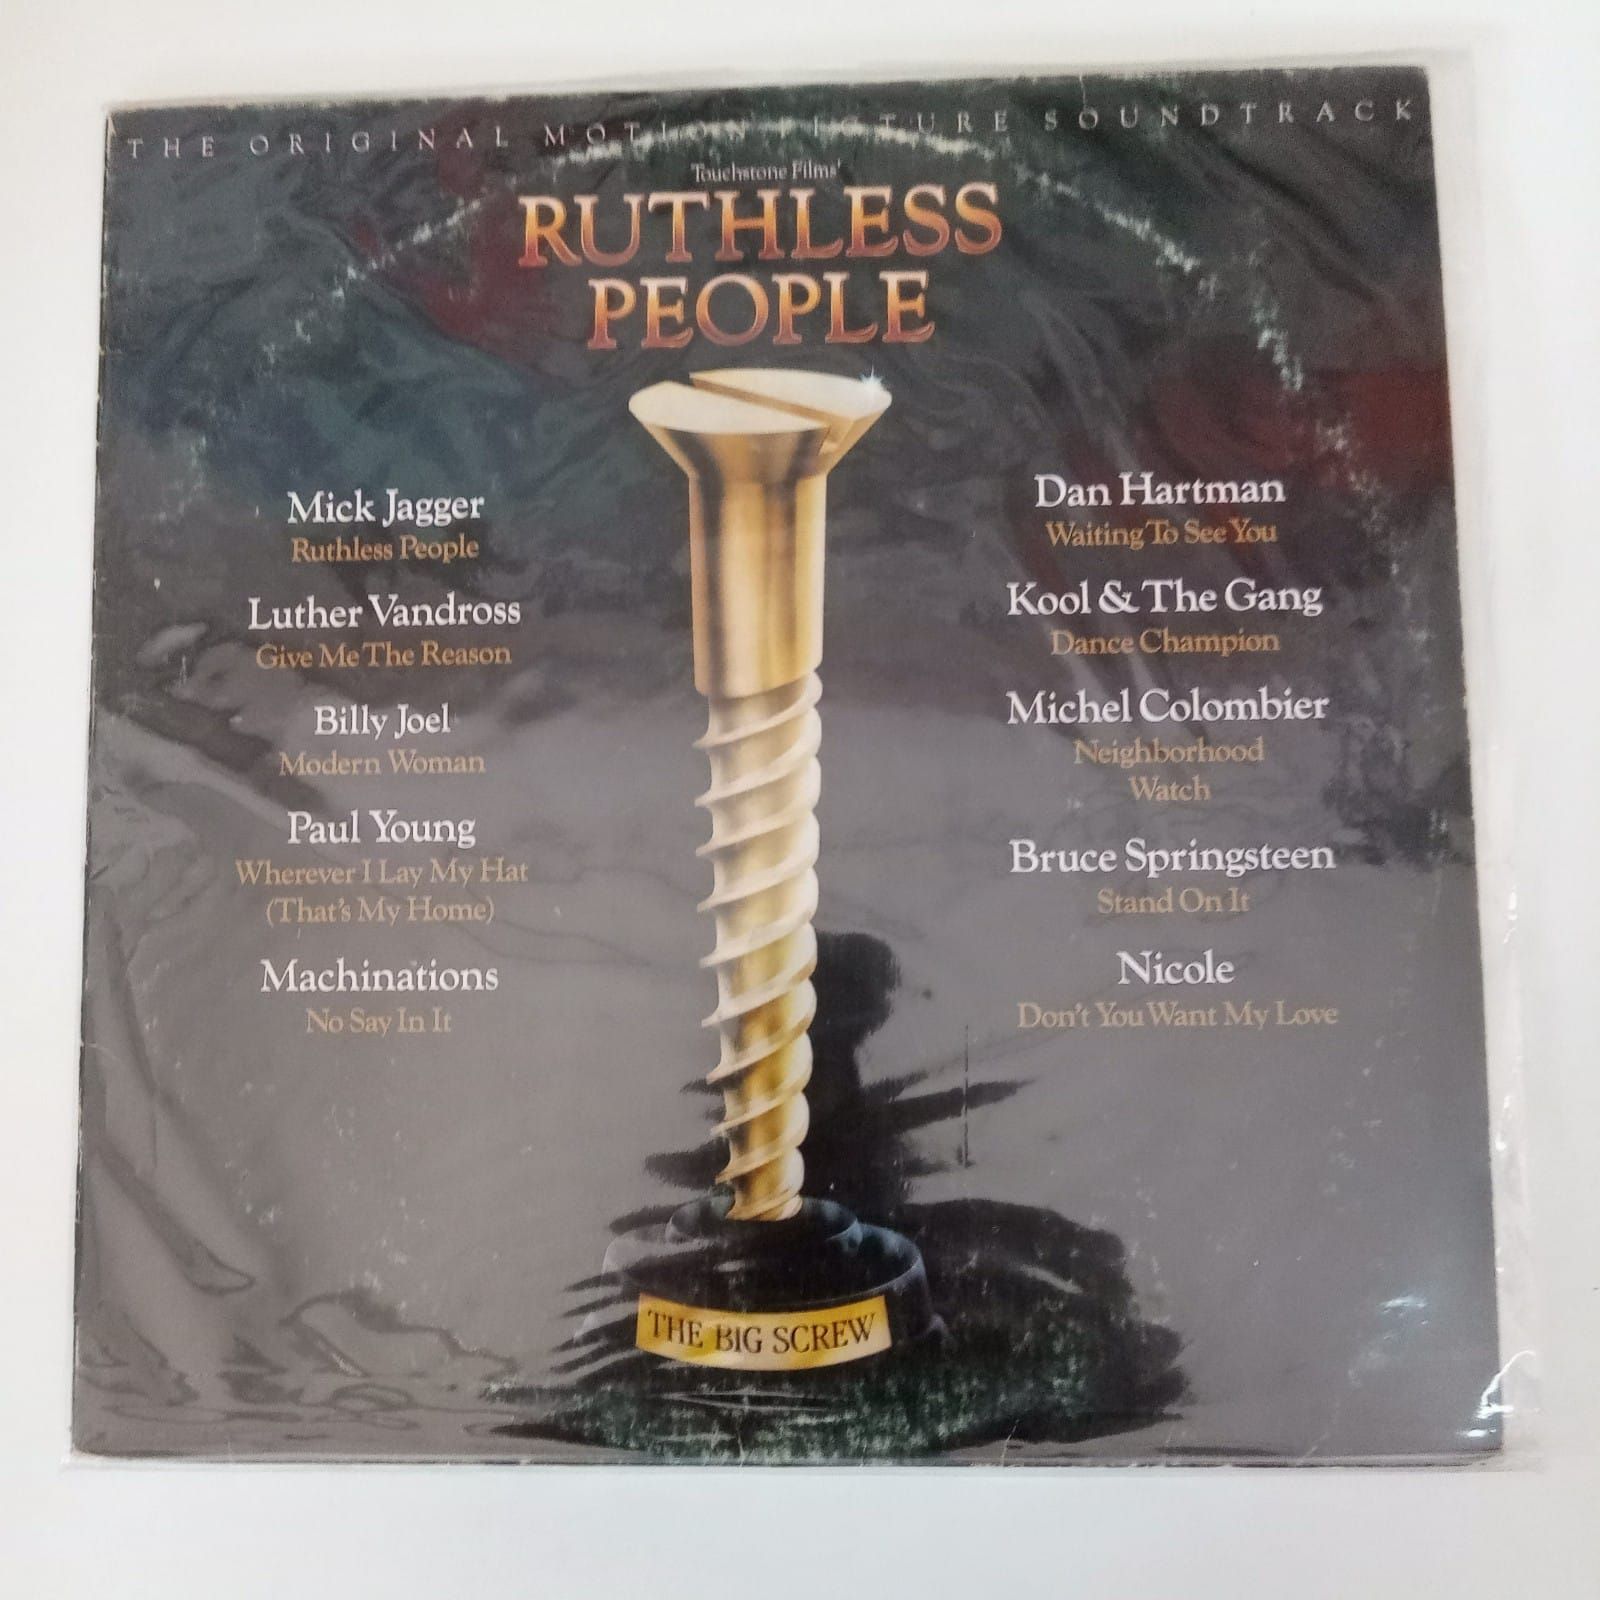 THE ORIGINAL MOTION PICTURE SOUNDTRACK
Touchstone Films'
RUTHLESS
PEOPLE
Mick Jagger
Ruthless People
Luther Vandross
Give Me The Reason
Billy Joel
Modern Woman
Paul Young
Wherever I Lay My Hat
(That's My Home)
Machinations
No Say In It
Dan Hartman
Waiting To See You
Kool & The Gang
Dance Champion
Michel Colombier
Neighborhood
Watch
Bruce Springsteen
Stand On It
Nicole
Don't You Want My Love
THE BIG SCREW